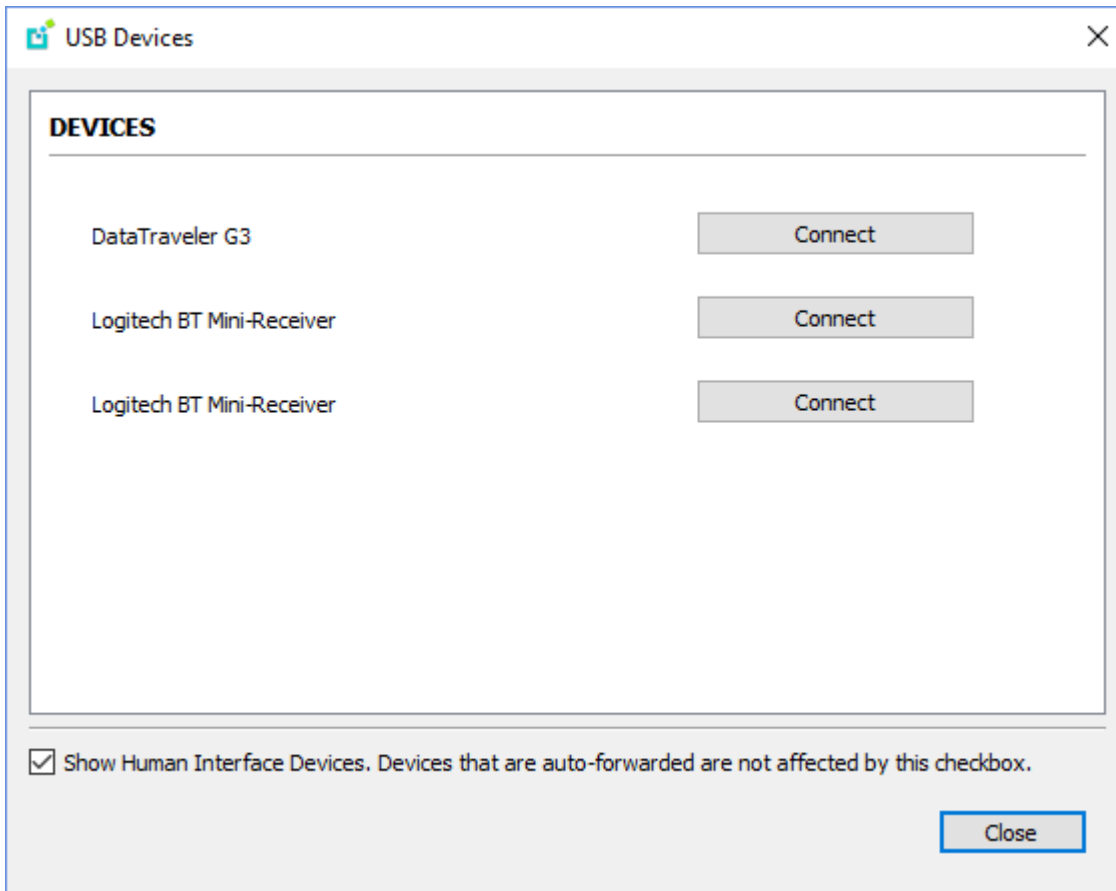 USB Devices
DEVICES
DataTraveler G3 Connect
Logitech BT Mini-Receiver Connect
Logitech BT Mini-Receiver Connect
Show Human Interface Devices. Devices that are auto-forwarded are not affected by this checkbox.
Close